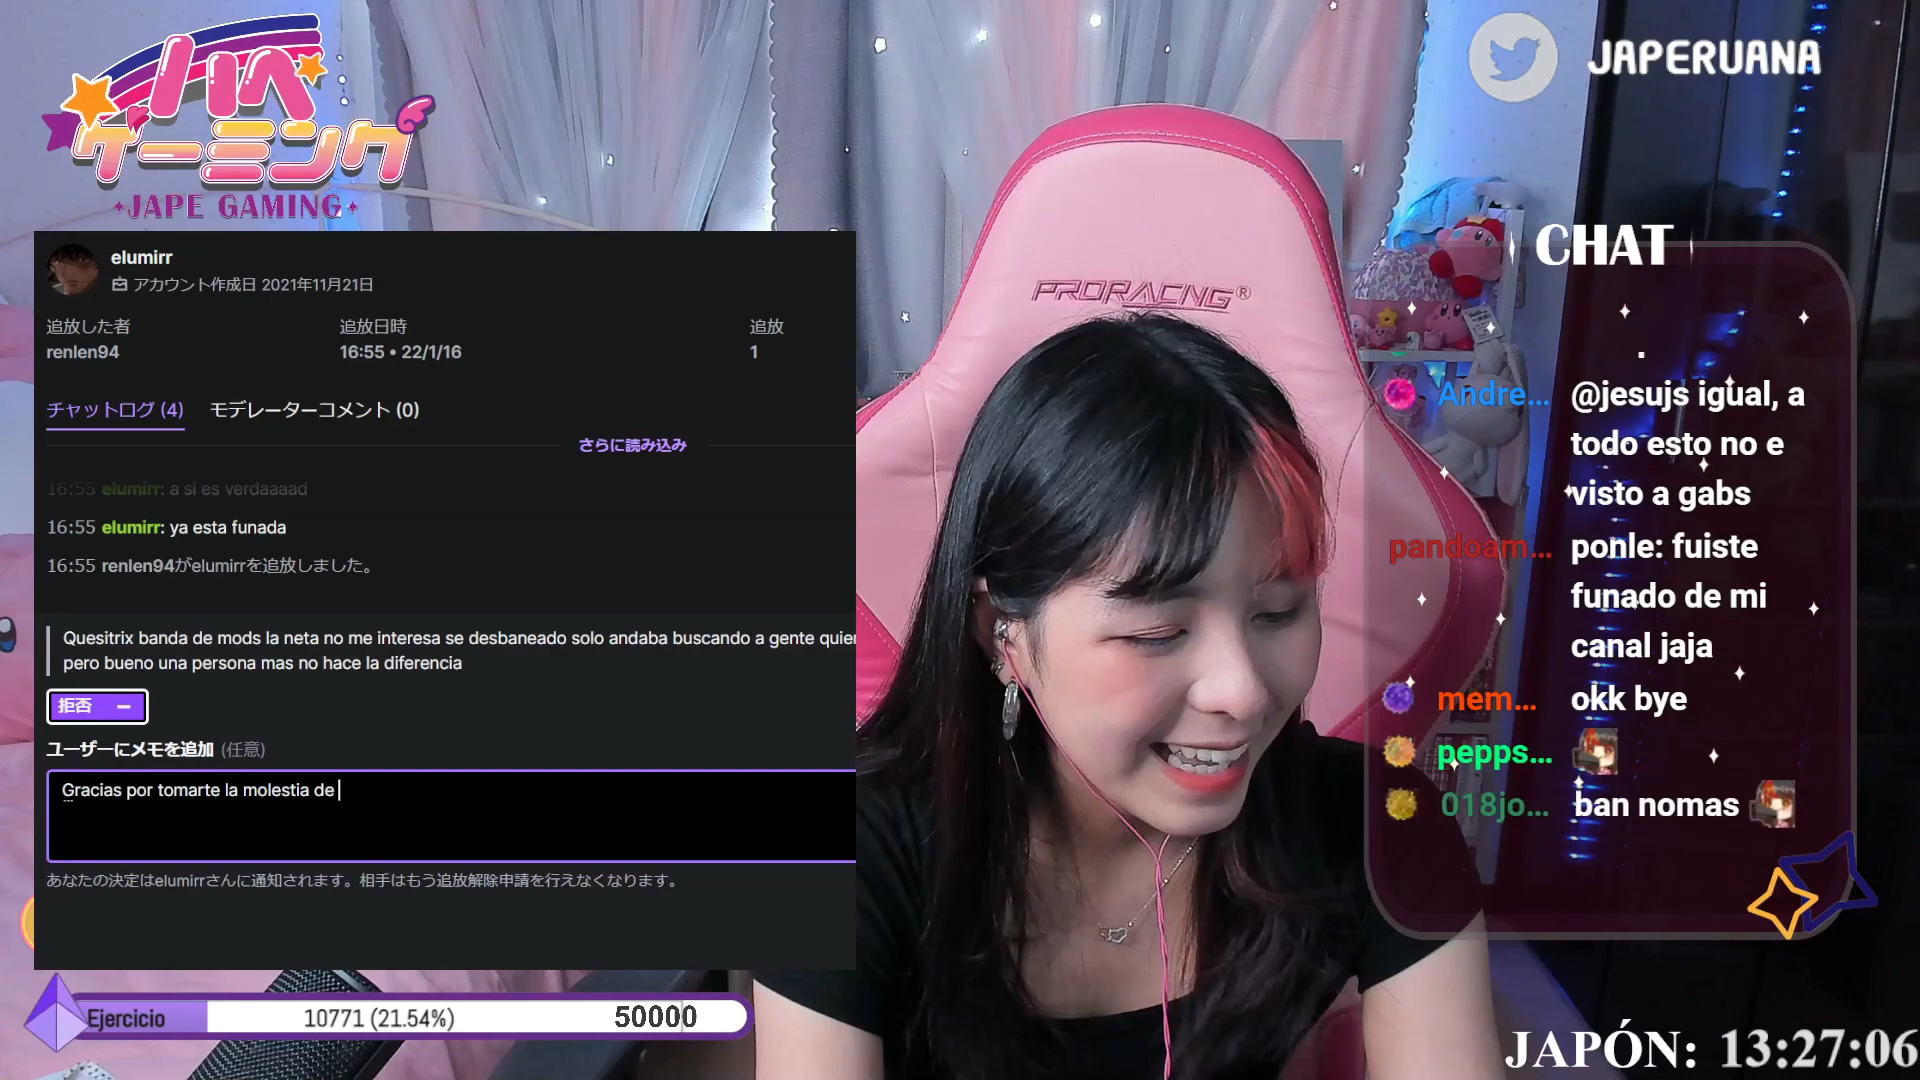 ハペ
ゲーミング
JAPE GAMING
JAPERUANA
elumirr
アカウント作成日 2021年11月21日
追放した者
追放日時
追放
renlen94
16:55 • 22/1/16
1
チャットログ (4)
モデレーターコメント (0)
さらに読み込み
16:55 elumirr: a si es verdaaaad
16:55 elumirr: ya esta funada
16:55 renlen94がelumirrを追放しました。
Quesitrix banda de mods la neta no me interesa se desbaneado solo andaba buscando a gente quier
pero bueno una persona mas no hace la diferencia
拒否
ユーザーにメモを追加 (任意)
Gracias por tomarte la molestia de
あなたの決定はelumirrさんに通知されます。相手はもう追放解除申請を行えなくなります。
Ejercicio 10771 (21.54%) 50000
PRORACING®
CHAT
.
Andre... @jesujs igual, a
todo esto no e
visto a gabs
pandoam... ponle: fuiste
funado de mi
canal jaja
mem... okk bye
pepps...
018jo... ban nomas
JAPÓN: 13:27:06